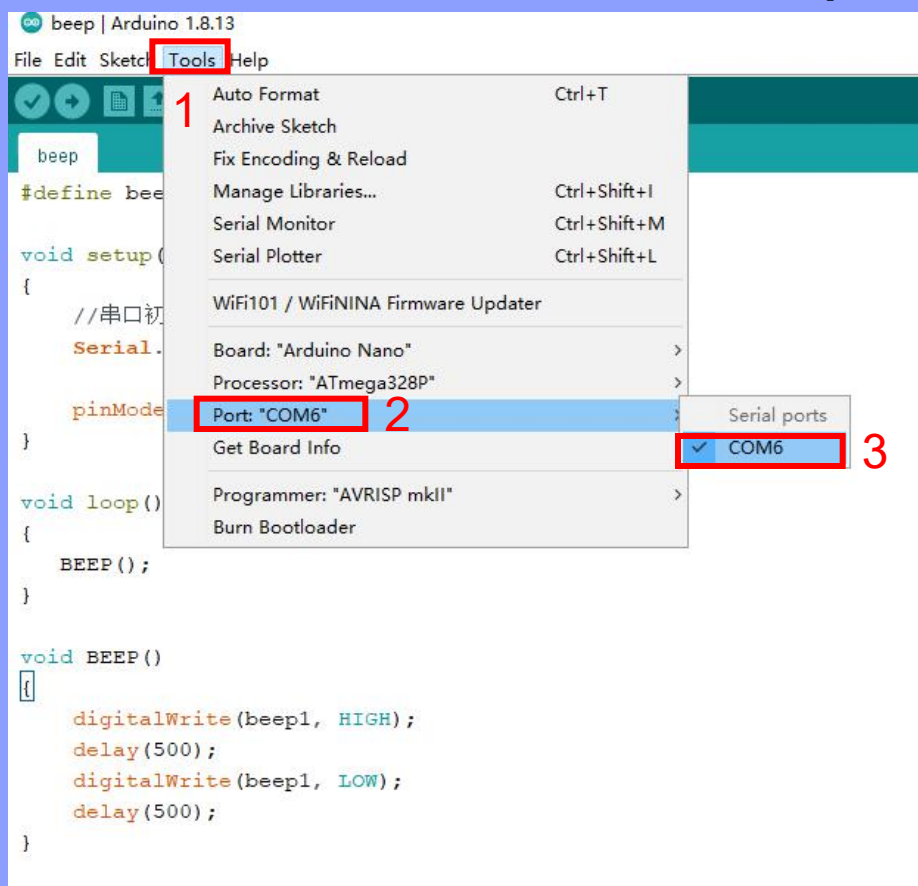 beep | Arduino 1.8.13
File Edit Sketch Tools Help
1
Auto Format Ctrl+T
Archive Sketch
Fix Encoding & Reload
Manage Libraries... Ctrl+Shift+I
Serial Monitor Ctrl+Shift+M
Serial Plotter Ctrl+Shift+L
WiFi101 / WiFiNINA Firmware Updater
Board: "Arduino Nano"
Processor: "ATmega328P"
Port: "COM6" 2
Get Board Info
Programmer: "AVRISP mkII"
Burn Bootloader
Serial ports
COM6 3
beep
#define bee
void setup(
{
//串口初
Serial.
pinMode
}
void loop()
{
BEEP();
}
void BEEP()
{
digitalWrite(beep1, HIGH);
delay(500);
digitalWrite(beep1, LOW);
delay(500);
}